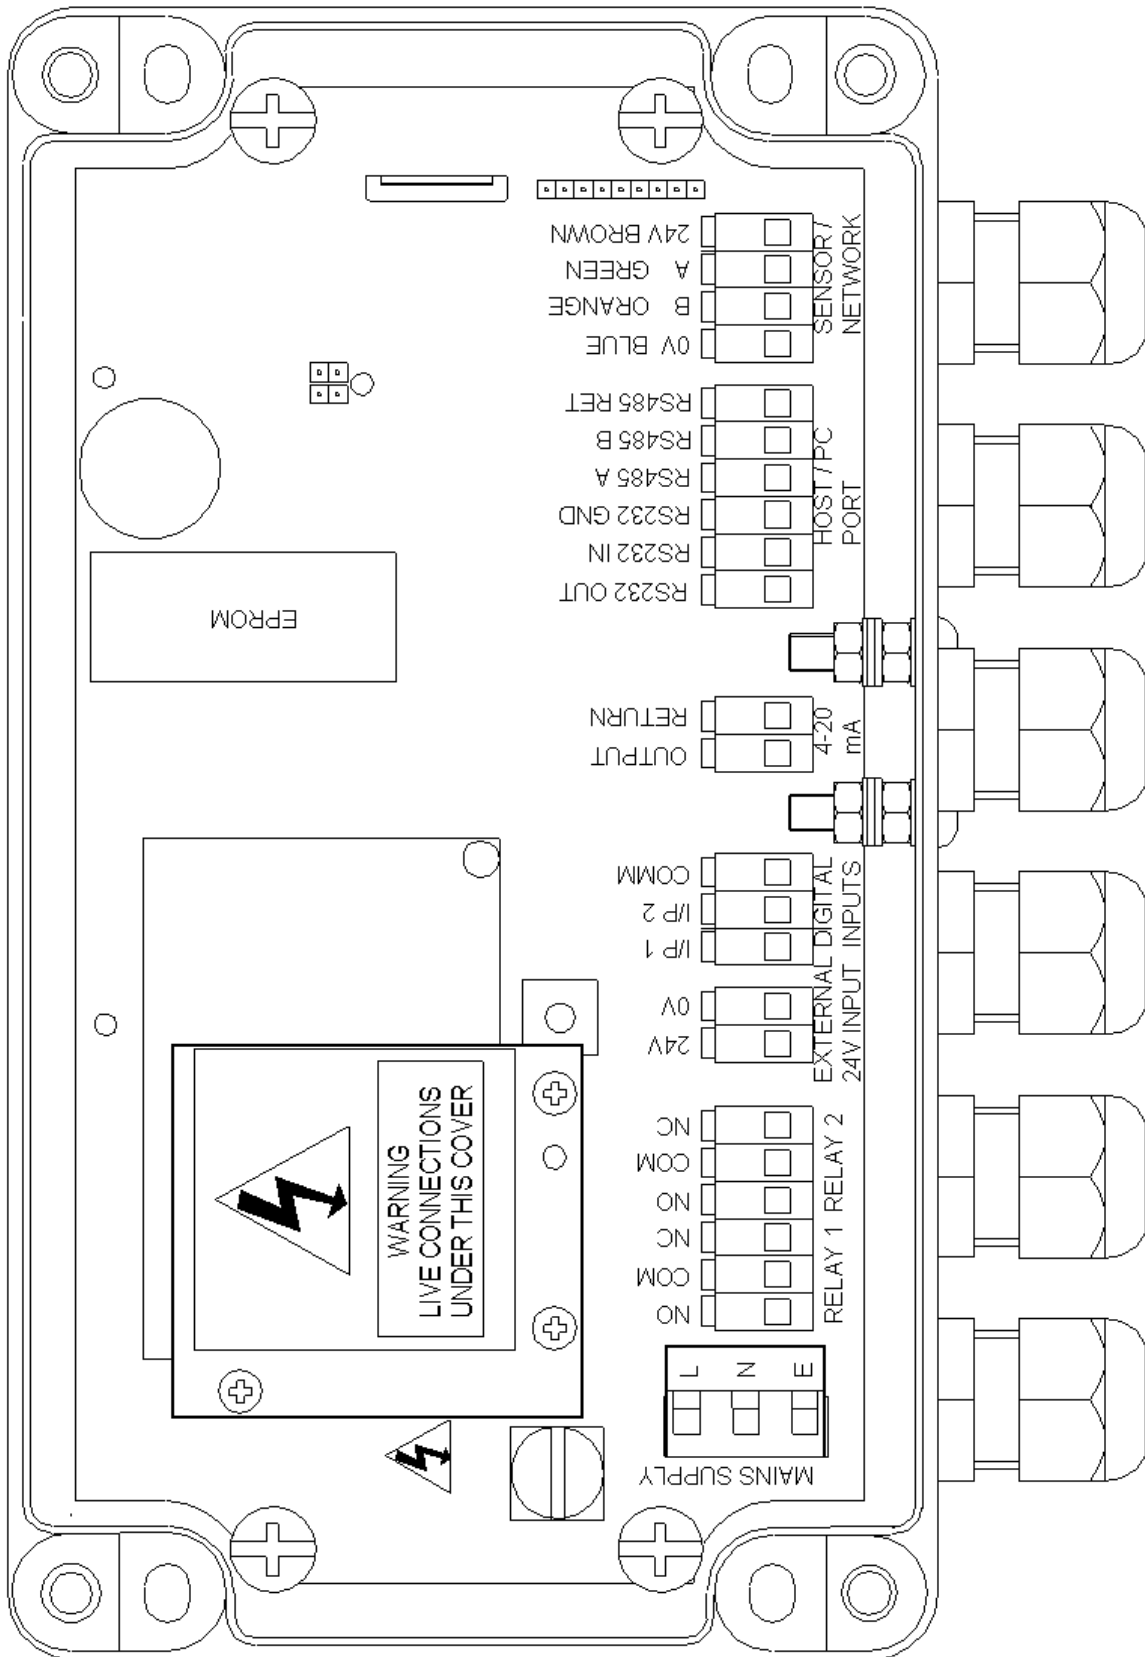 24V BROWN
A GREEN
B ORANGE
0V BLUE
SENSOR /
NETWORK
RS485 RET
RS485 B
RS485 A
RS232 GND
RS232 IN
RS232 OUT
HOST / PC
PORT
EPROM
RETURN
OUTPUT
4-20
mA
COMM
I/P 2
I/P 1
DIGITAL
INPUTS
0V
24V
EXTERNAL
24V INPUT
NC
COM
NO
RELAY 2
NC
COM
NO
RELAY 1
WARNING
LIVE CONNECTIONS
UNDER THIS COVER
L N E
MAINS SUPPLY